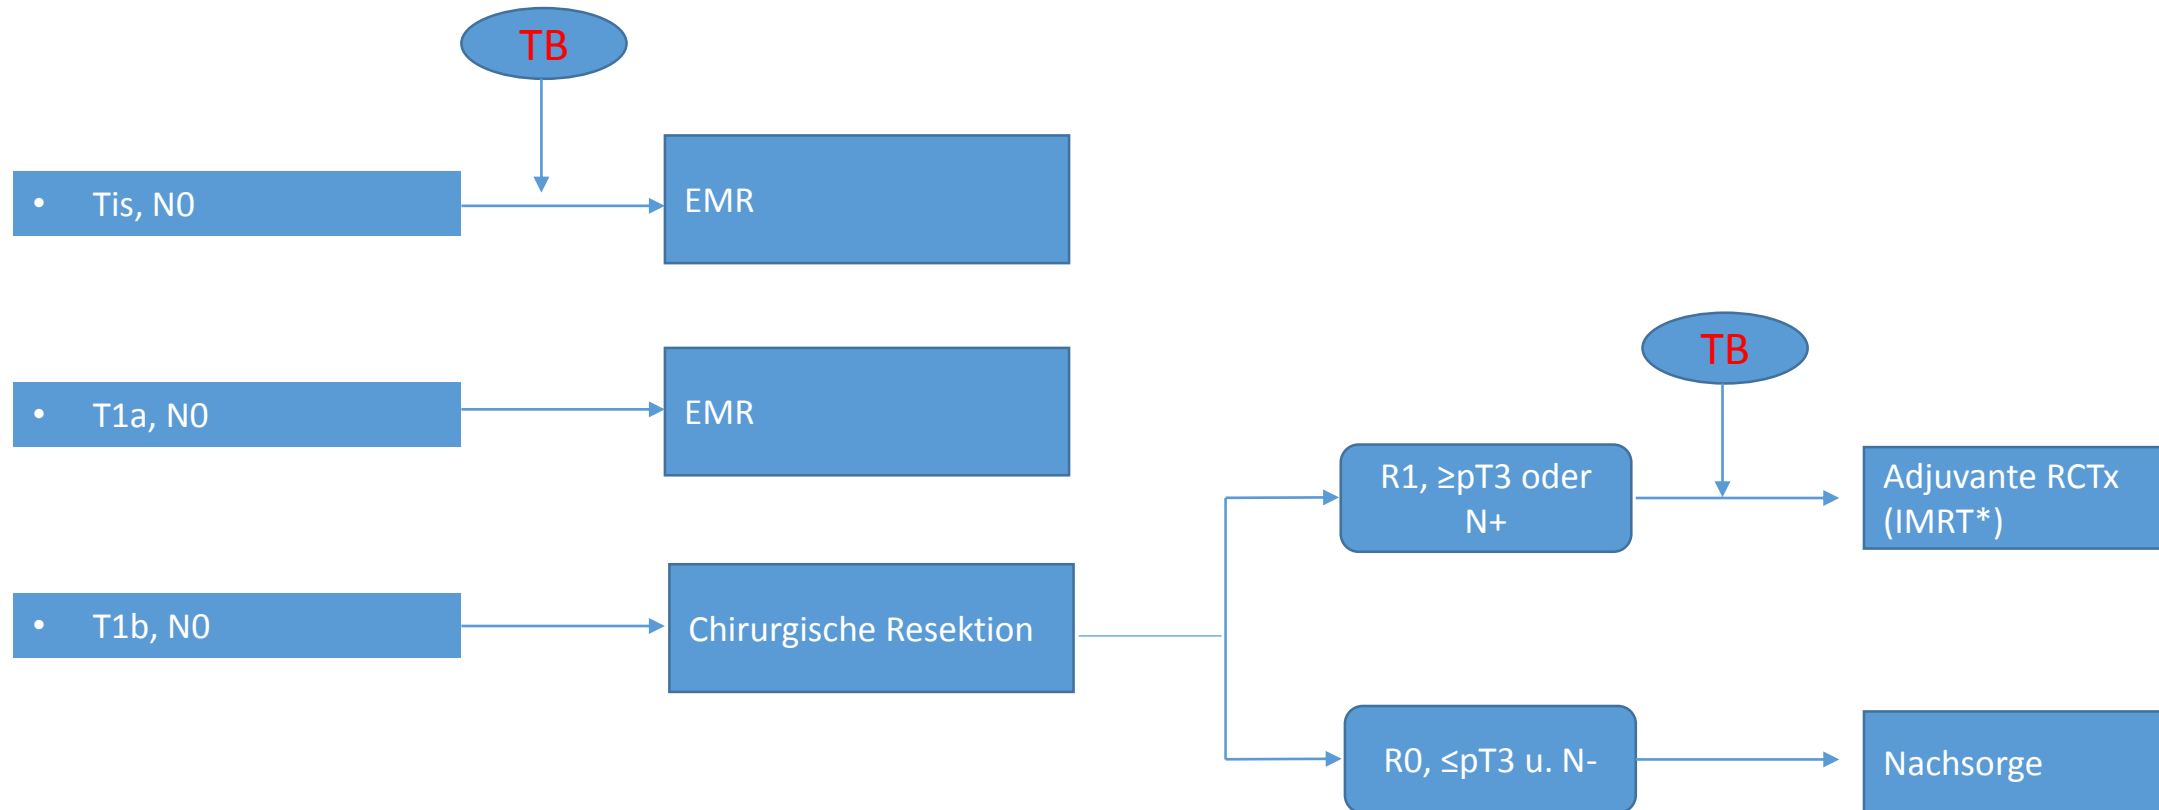 TB
• Tis, N0
EMR
• T1a, N0
EMR
• T1b, N0
Chirurgische Resektion
R1, ≥pT3 oder
N+
TB
Adjuvante RCTx
(IMRT*)
R0, ≤pT3 u. N-
Nachsorge